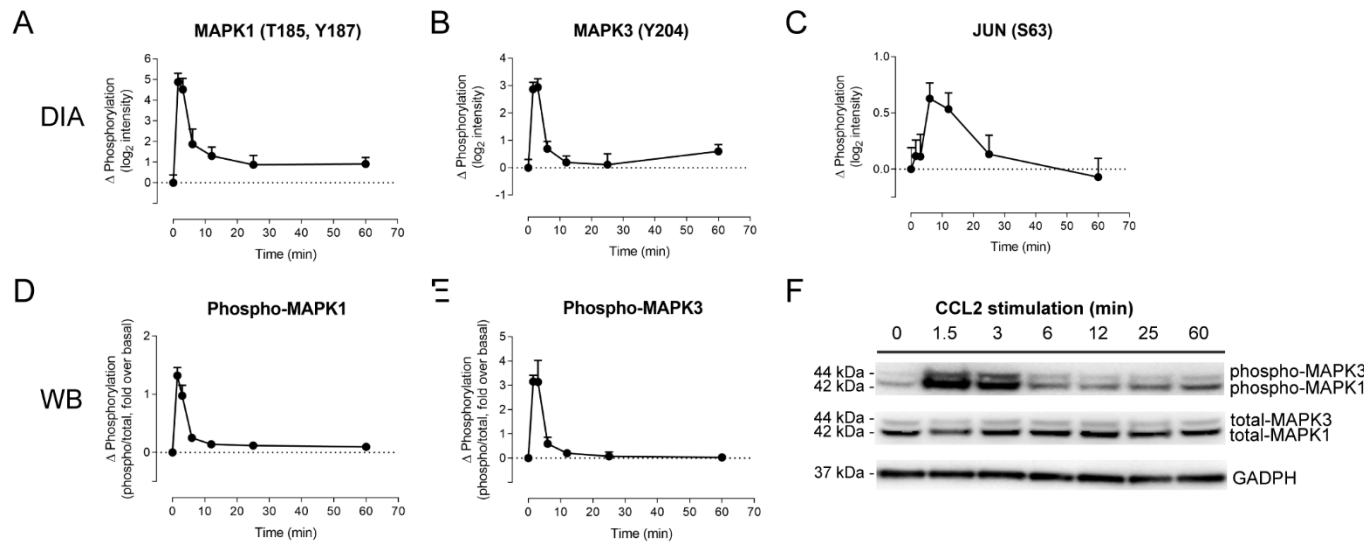 A
MAPK1 (T185, Y187)
Δ Phosphorylation
(log2 intensity)
6
5
4
3
2
1
0
0 10 20 30 40 50 60 70
Time (min)
B
MAPK3 (Y204)
Δ Phosphorylation
(log2 intensity)
4
3
2
1
0
-1
0 10 20 30 40 50 60 70
Time (min)
C
JUN (S63)
Δ Phosphorylation
(log2 intensity)
1.0
0.5
0.0
0 10 20 30 40 50 60 70
Time (min)
DIA
D
Phospho-MAPK1
Δ Phosphorylation
(phospho/total, fold over basal)
2
1
0
0 10 20 30 40 50 60 70
Time (min)
E
Phospho-MAPK3
Δ Phosphorylation
(phospho/total, fold over basal)
5
4
3
2
1
0
0 10 20 30 40 50 60 70
Time (min)
WB
F
CCL2 stimulation (min)
0 1.5 3 6 12 25 60
44 kDa - phospho-MAPK3
42 kDa - phospho-MAPK1
44 kDa - total-MAPK3
42 kDa - total-MAPK1
37 kDa - GADPH